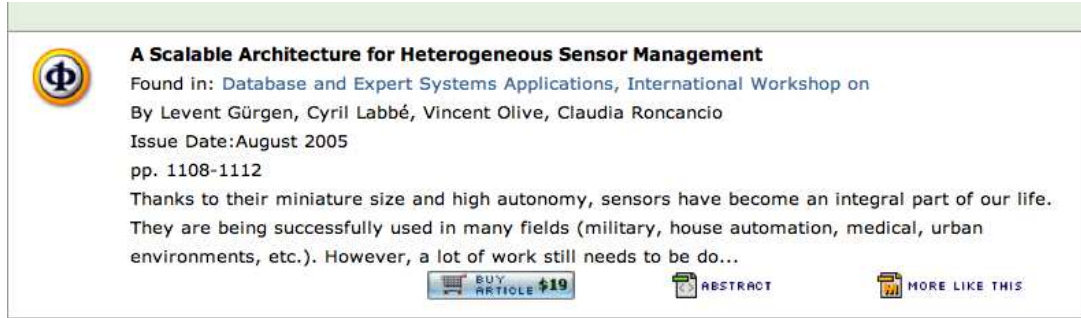 A Scalable Architecture for Heterogeneous Sensor Management
Found in: Database and Expert Systems Applications, International Workshop on
By Levent Gürgen, Cyril Labbé, Vincent Olive, Claudia Roncancio
Issue Date:August 2005
pp. 1108-1112
Thanks to their miniature size and high autonomy, sensors have become an integral part of our life.
They are being successfully used in many fields (military, house automation, medical, urban
environments, etc.). However, a lot of work still needs to be do...
BUY ARTICLE $19 ABSTRACT MORE LIKE THIS